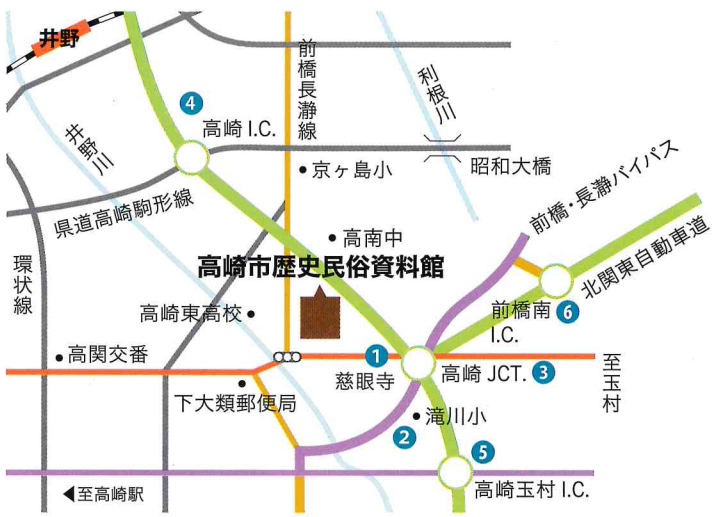 井野
前橋長瀞線
利根川
④
高崎 I.C.
井野川
昭和大橋
京ヶ島小
県道高崎駒形線
前橋・長瀞バイパス
高南中
北関東自動車道
環状線
高崎市歴史民俗資料館
高崎東高校
前橋南
I.C.
⑥
高関交番
①
慈眼寺
高崎 JCT.
③
至玉村
下大類郵便局
滝川小
②
⑤
◀至高崎駅
高崎玉村 I.C.